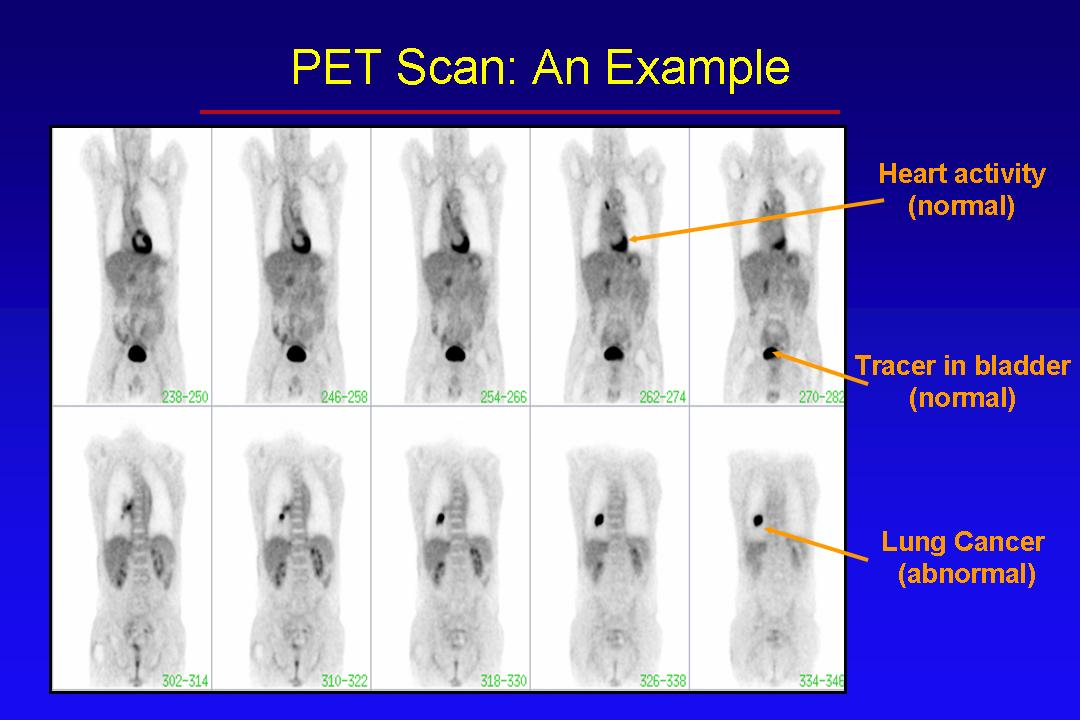 PET Scan: An Example
Heart activity
(normal)
Tracer in bladder
(normal)
Lung Cancer
(abnormal)
238-250
246-258
254-266
262-274
270-282
302-314
310-322
318-330
326-338
334-346